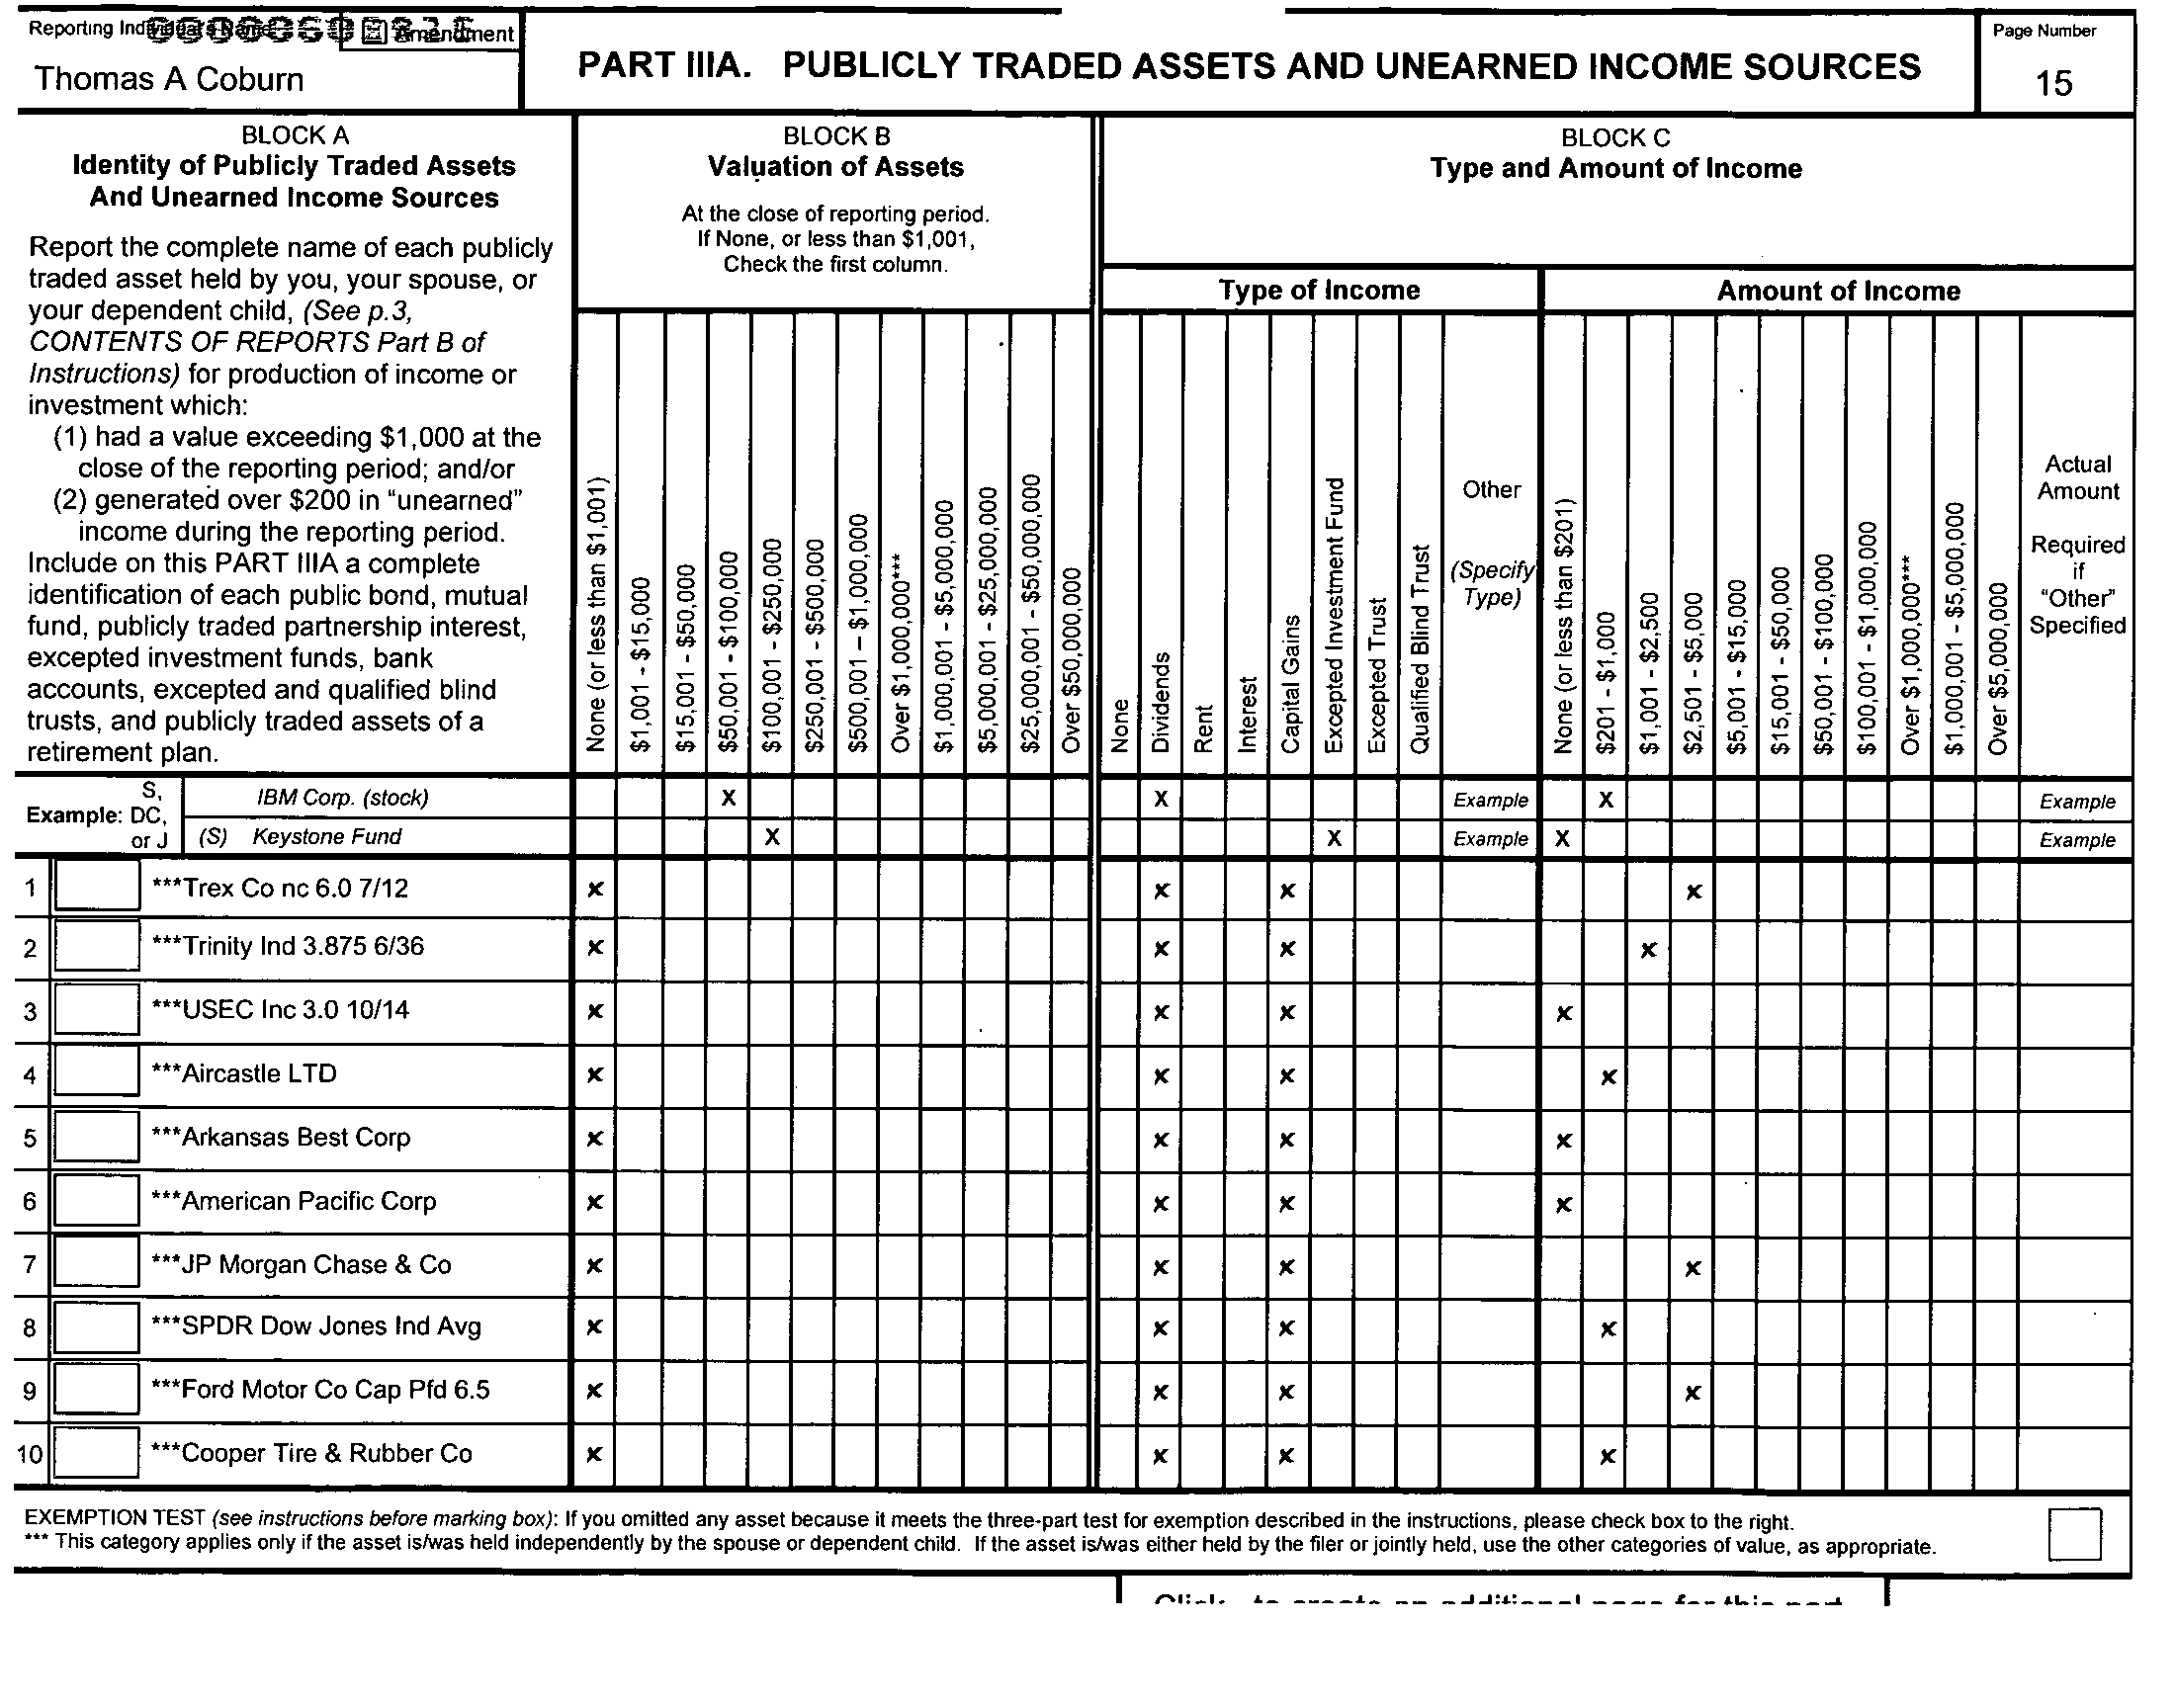 Reporting Individual's Name
Amendment
Thomas A Coburn
PART IIIA. PUBLICLY TRADED ASSETS AND UNEARNED INCOME SOURCES
Page Number
15
BLOCK A
Identity of Publicly Traded Assets
And Unearned Income Sources
Report the complete name of each publicly
traded asset held by you, your spouse, or
your dependent child, (See p.3,
CONTENTS OF REPORTS Part B of
Instructions) for production of income or
investment which:
(1) had a value exceeding $1,000 at the
close of the reporting period; and/or
(2) generated over $200 in "unearned"
income during the reporting period.
Include on this PART IIIA a complete
identification of each public bond, mutual
fund, publicly traded partnership interest,
excepted investment funds, bank
accounts, excepted and qualified blind
trusts, and publicly traded assets of a
retirement plan.
BLOCK B
Valuation of Assets
At the close of reporting period.
If None, or less than $1,001,
Check the first column.
None (or less than $1,001)
$1,001 - $15,000
$15,001 - $50,000
$50,001 - $100,000
$100,001 - $250,000
$250,001 - $500,000
$500,001 – $1,000,000
Over $1,000,000***
$1,000,001 - $5,000,000
$5,000,001 - $25,000,000
$25,000,001 - $50,000,000
Over $50,000,000
BLOCK C
Type and Amount of Income
Type of Income
None
Dividends
Rent
Interest
Capital Gains
Excepted Investment Fund
Excepted Trust
Qualified Blind Trust
Other
(Specify
Type)
Amount of Income
None (or less than $201)
$201 - $1,000
$1,001 - $2,500
$2,501 - $5,000
$5,001 - $15,000
$15,001 - $50,000
$50,001 - $100,000
$100,001 - $1,000,000
Over $1,000,000***
$1,000,001 - $5,000,000
Over $5,000,000
Actual
Amount
Required
if
"Other"
Specified
Example: S, DC, or J
IBM Corp. (stock) X X Example X Example
(S) Keystone Fund X X Example X Example
1 ***Trex Co nc 6.0 7/12 x x x x
2 ***Trinity Ind 3.875 6/36 x x x x
3 ***USEC Inc 3.0 10/14 x x x x
4 ***Aircastle LTD x x x x
5 ***Arkansas Best Corp x x x x
6 ***American Pacific Corp x x x x
7 ***JP Morgan Chase & Co x x x x
8 ***SPDR Dow Jones Ind Avg x x x x
9 ***Ford Motor Co Cap Pfd 6.5 x x x x
10 ***Cooper Tire & Rubber Co x x x x
EXEMPTION TEST (see instructions before marking box): If you omitted any asset because it meets the three-part test for exemption described in the instructions, please check box to the right.
*** This category applies only if the asset is/was held independently by the spouse or dependent child. If the asset is/was either held by the filer or jointly held, use the other categories of value, as appropriate.
to create an additional page for this part